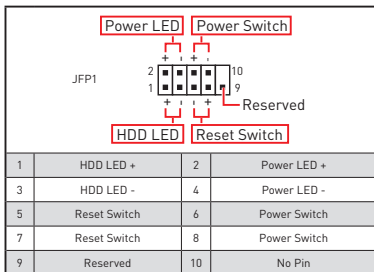 Power LED Power Switch
+ - + -
JFP1
2 10
1 9
+ - - +
Reserved
HDD LED Reset Switch
1 HDD LED + 2 Power LED +
3 HDD LED - 4 Power LED -
5 Reset Switch 6 Power Switch
7 Reset Switch 8 Power Switch
9 Reserved 10 No Pin